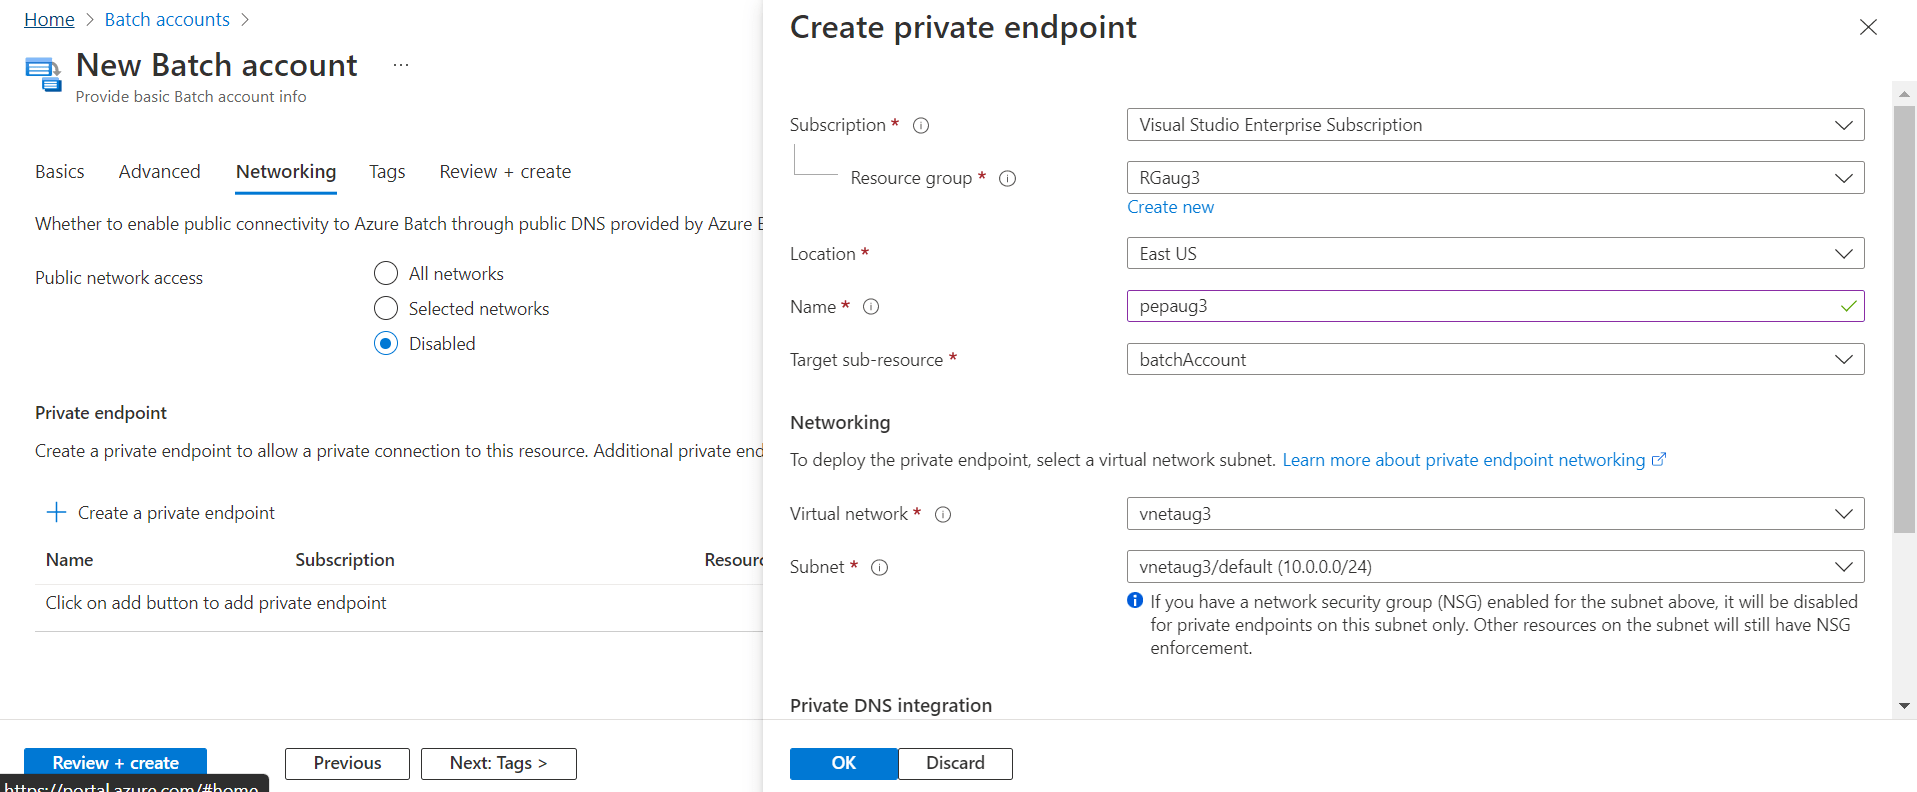 Home > Batch accounts >
New Batch account ...
Provide basic Batch account info
Basics Advanced Networking Tags Review + create
Whether to enable public connectivity to Azure Batch through public DNS provided by Azure
Public network access
All networks
Selected networks
Disabled
Private endpoint
Create a private endpoint to allow a private connection to this resource. Additional private
+ Create a private endpoint
Name Subscription
Click on add button to add private endpoint
Review + create Previous Next: Tags >
https://portal.azure.com/#home
Create private endpoint
Subscription * Visual Studio Enterprise Subscription
Resource group * RGaug3
Create new
Location * East US
Name * pepaug3
Target sub-resource * batchAccount
Networking
To deploy the private endpoint, select a virtual network subnet. Learn more about private endpoint networking
Virtual network * vnetaug3
Subnet * vnetaug3/default (10.0.0.0/24)
If you have a network security group (NSG) enabled for the subnet above, it will be disabled
for private endpoints on this subnet only. Other resources on the subnet will still have NSG
enforcement.
Private DNS integration
OK Discard